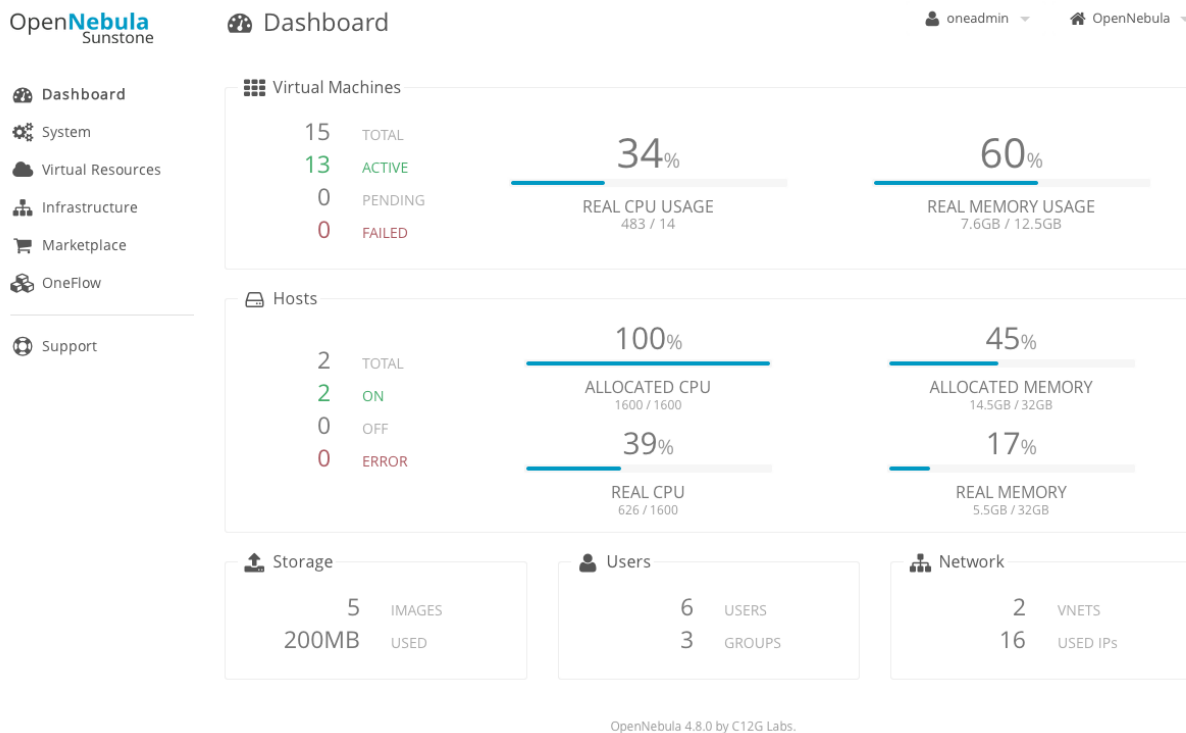 OpenNebula
Sunstone
Dashboard
oneadmin
OpenNebula
Dashboard
System
Virtual Resources
Infrastructure
Marketplace
OneFlow
Support
Virtual Machines
15 TOTAL
13 ACTIVE
0 PENDING
0 FAILED
34%
REAL CPU USAGE
483 / 14
60%
REAL MEMORY USAGE
7.6GB / 12.5GB
Hosts
2 TOTAL
2 ON
0 OFF
0 ERROR
100%
ALLOCATED CPU
1600 / 1600
45%
ALLOCATED MEMORY
14.5GB / 32GB
39%
REAL CPU
626 / 1600
17%
REAL MEMORY
5.5GB / 32GB
Storage
5 IMAGES
200MB USED
Users
6 USERS
3 GROUPS
Network
2 VNETS
16 USED IPs
OpenNebula 4.8.0 by C12G Labs.